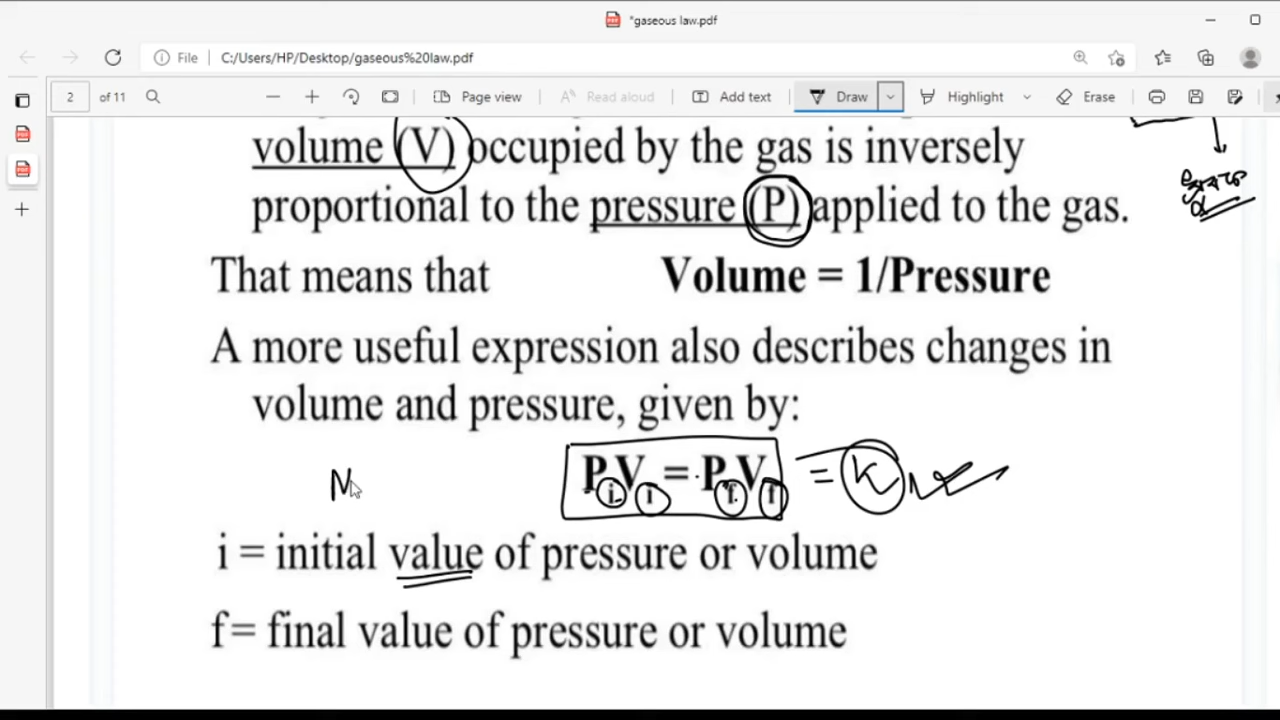 *gaseous law.pdf
File C:/Users/HP/Desktop/gaseous%20law.pdf
2 of 11 Page view Read aloud Add text Draw Highlight Erase
volume (V) occupied by the gas is inversely
proportional to the pressure (P) applied to the gas.
That means that Volume = 1/Pressure
A more useful expression also describes changes in
volume and pressure, given by:
N PiVi = PfVf = K
i = initial value of pressure or volume
f= final value of pressure or volume